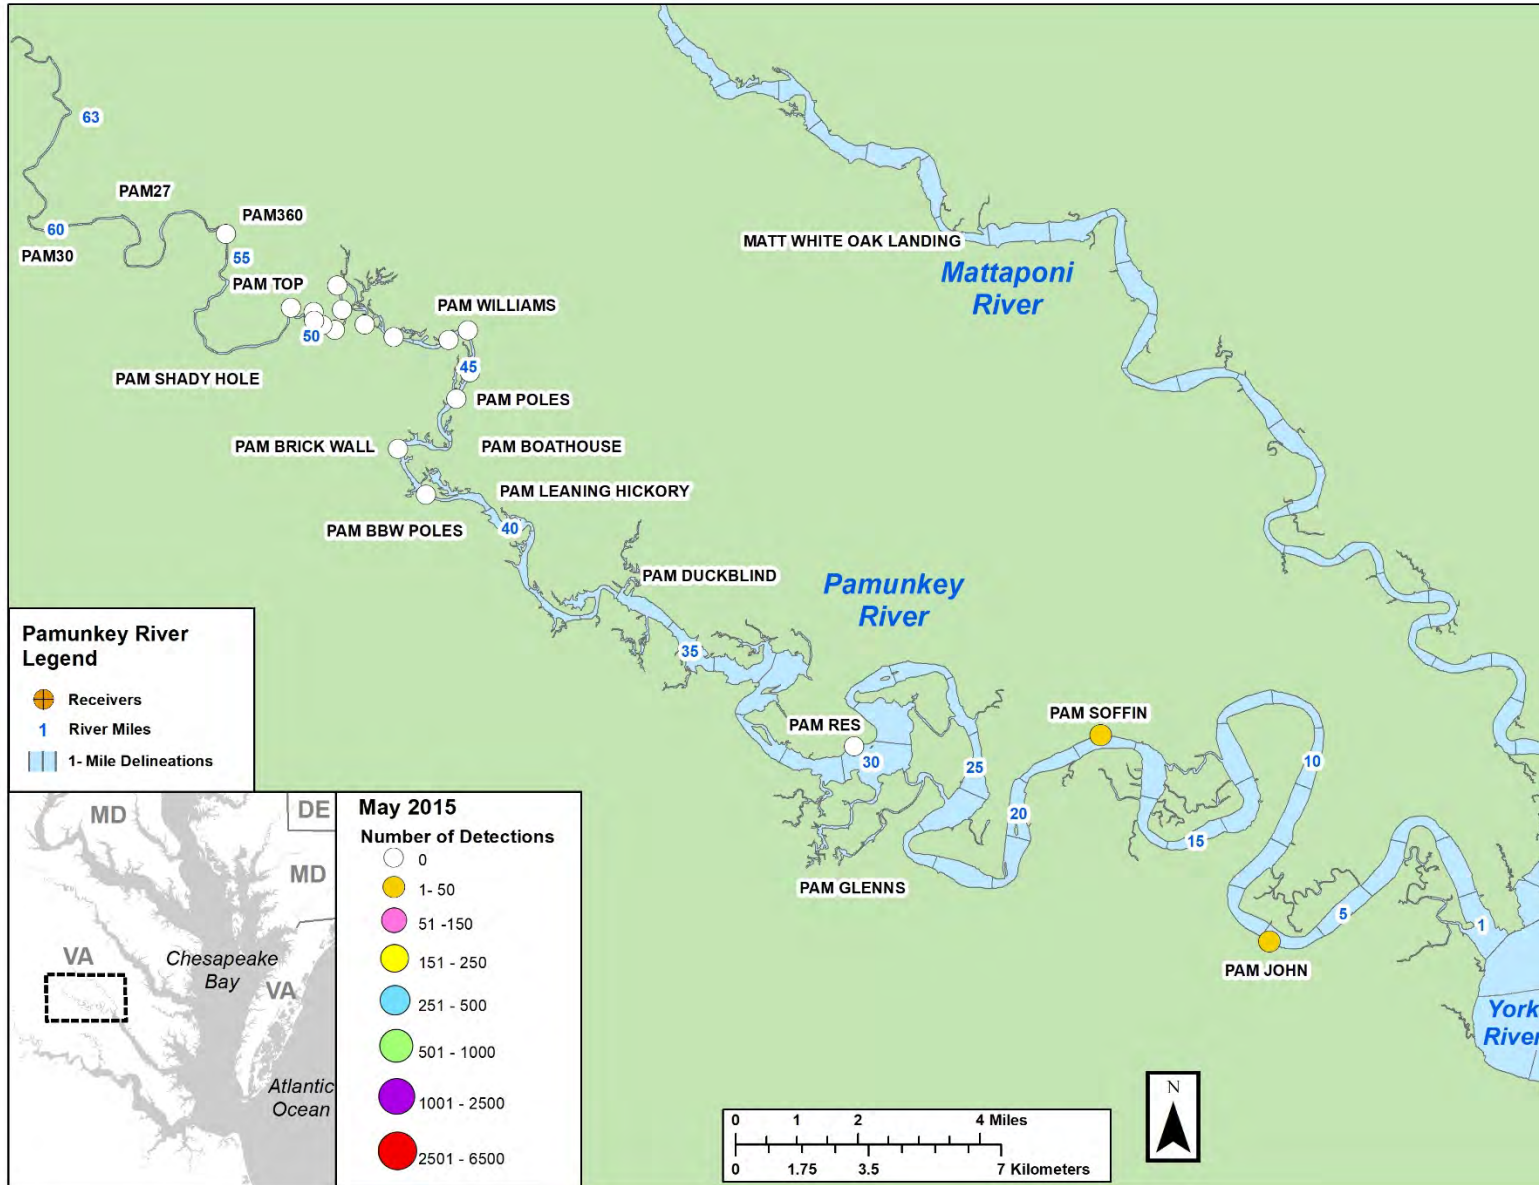 63
PAM27
PAM360
60
PAM30
55
PAM TOP
50
PAM SHADY HOLE
PAM WILLIAMS
45
PAM POLES
PAM BRICK WALL
PAM BOATHOUSE
PAM LEANING HICKORY
PAM BBW POLES
40
PAM DUCKBLIND
35
MATT WHITE OAK LANDING
Mattaponi
River
Pamunkey
River
PAM RES
30
25
PAM GLENNS
20
PAM SOFFIN
15
10
5
1
PAM JOHN
York
River
Pamunkey River
Legend
Receivers
1 River Miles
1- Mile Delineations
MD
DE
MD
VA
Chesapeake
Bay
VA
Atlantic
Ocean
May 2015
Number of Detections
0
1- 50
51 -150
151 - 250
251 - 500
501 - 1000
1001 - 2500
2501 - 6500
0 1 2 4 Miles
0 1.75 3.5 7 Kilometers
N